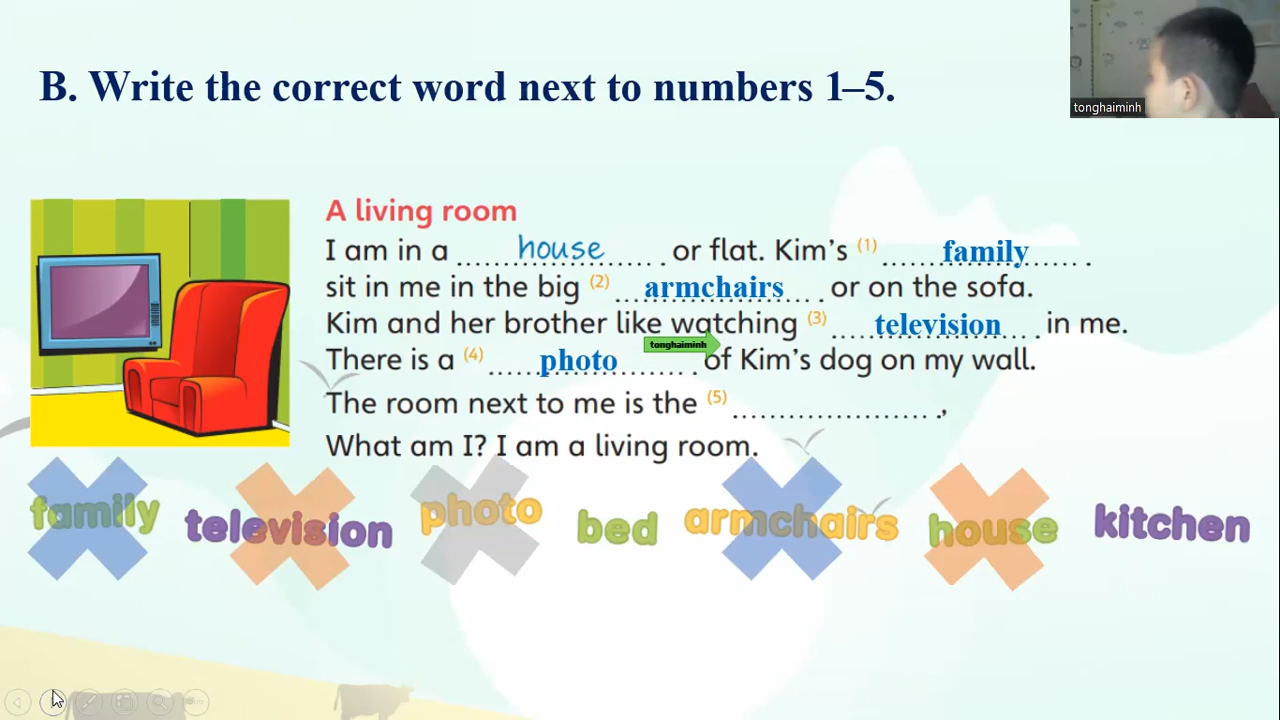 B. Write the correct word next to numbers 1–5.
tonghaiminh
A living room
I am in a ......house...... . or flat. Kim's (1) ......family...... .
sit in me in the big (2) ......armchairs...... . or on the sofa.
Kim and her brother like watching (3) ......television...... . in me.
tonghaiminh
There is a (4) ......photo...... . of Kim's dog on my wall.
The room next to me is the (5) .................... .,
What am I? I am a living room.
family television photo bed armchairs house kitchen